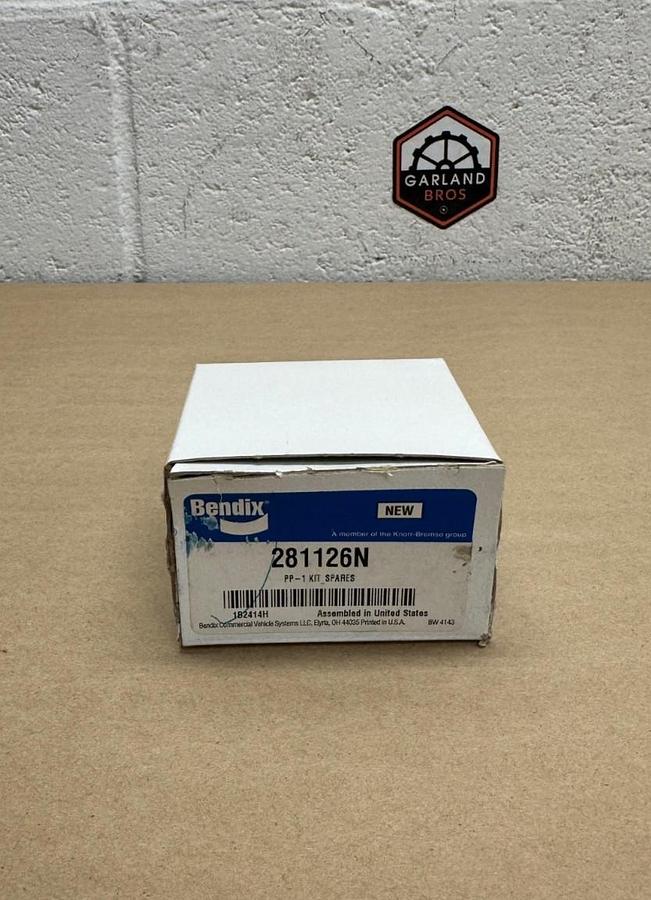 GARLAND
BROS
Bendix®
NEW
A member of the Knorr-Bremse group
281126N
PP-1 KIT SPARES
1B2414H Assembled in United States
Bendix Commercial Vehicle Systems LLC, Elyria, OH 44035 Printed in U.S.A. BW 4143